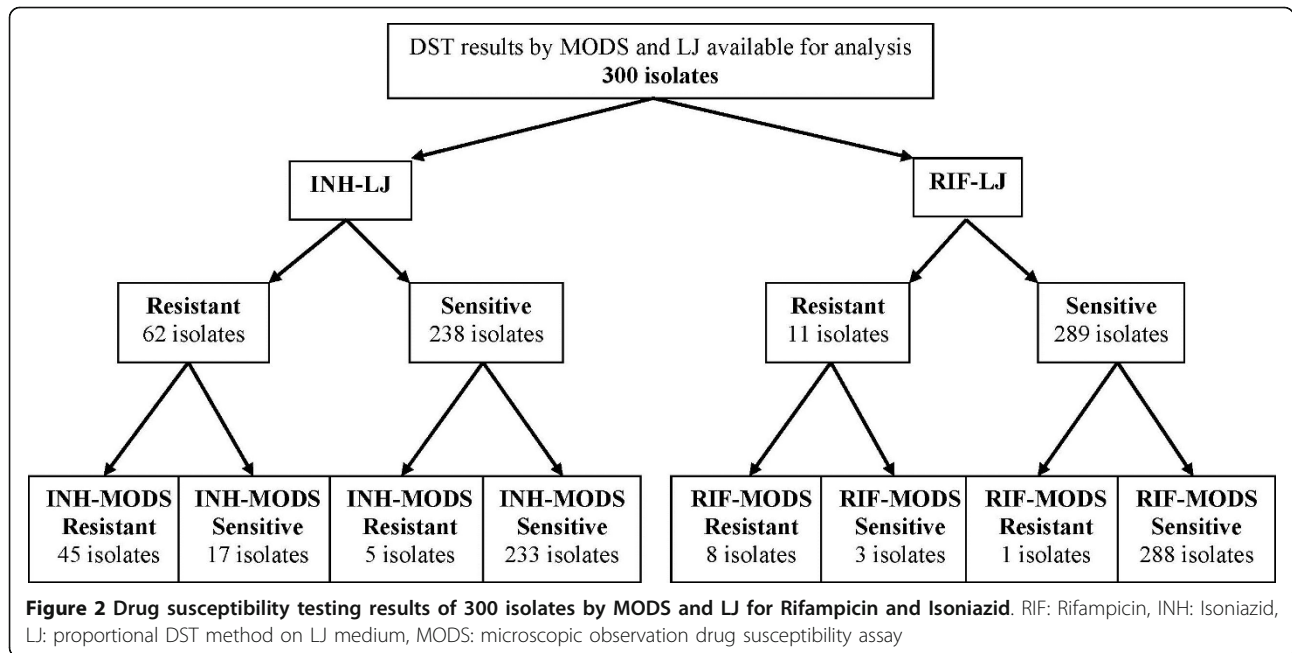 DST results by MODS and LJ available for analysis
300 isolates
INH-LJ
RIF-LJ
Resistant
62 isolates
Sensitive
238 isolates
Resistant
11 isolates
Sensitive
289 isolates
INH-MODS
Resistant
45 isolates
INH-MODS
Sensitive
17 isolates
INH-MODS
Resistant
5 isolates
INH-MODS
Sensitive
233 isolates
RIF-MODS
Resistant
8 isolates
RIF-MODS
Sensitive
3 isolates
RIF-MODS
Resistant
1 isolates
RIF-MODS
Sensitive
288 isolates
Figure 2 Drug susceptibility testing results of 300 isolates by MODS and LJ for Rifampicin and Isoniazid. RIF: Rifampicin, INH: Isoniazid,
LJ: proportional DST method on LJ medium, MODS: microscopic observation drug susceptibility assay